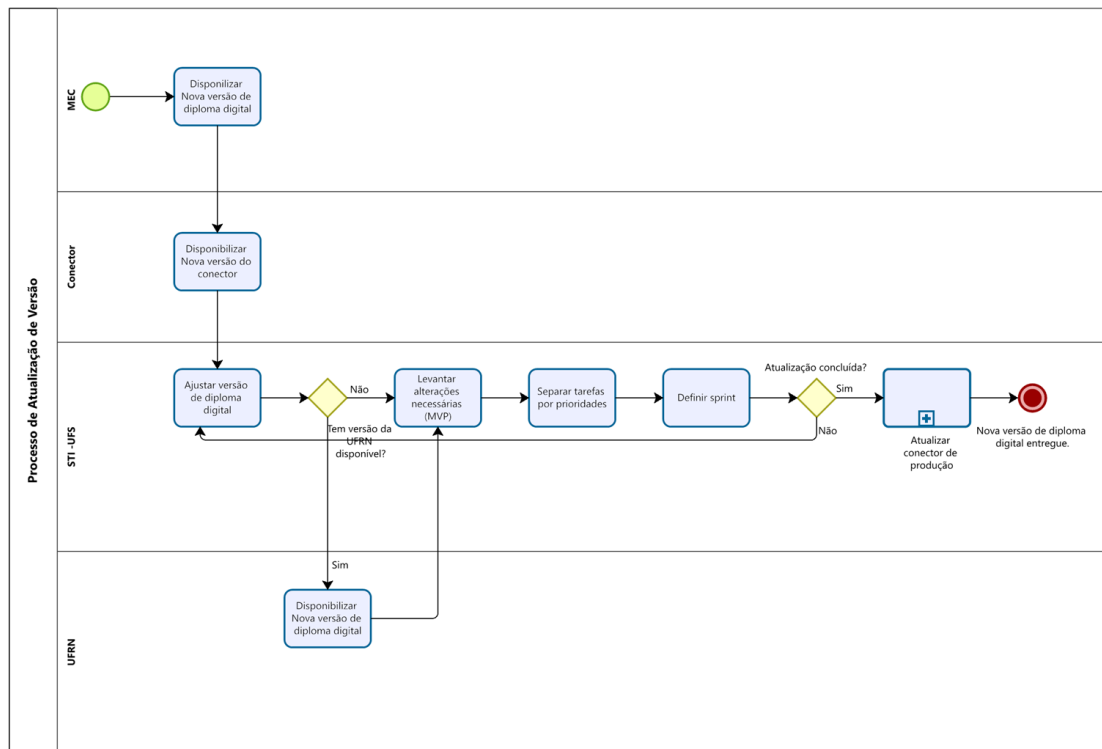 Processo de Atualização de Versão
MEC
Disponilizar
Nova versão de
diploma digital
Conector
Disponibilizar
Nova versão do
conector
STI -UFS
Ajustar versão
de diploma
digital
Não
Tem versão da
UFRN
disponível?
Sim
Levantar
alterações
necessárias
(MVP)
Separar tarefas
por prioridades
Definir sprint
Atualização concluída?
Sim
Não
Atualizar
conector de
produção
Nova versão de diploma
digital entregue.
UFRN
Disponibilizar
Nova versão de
diploma digital